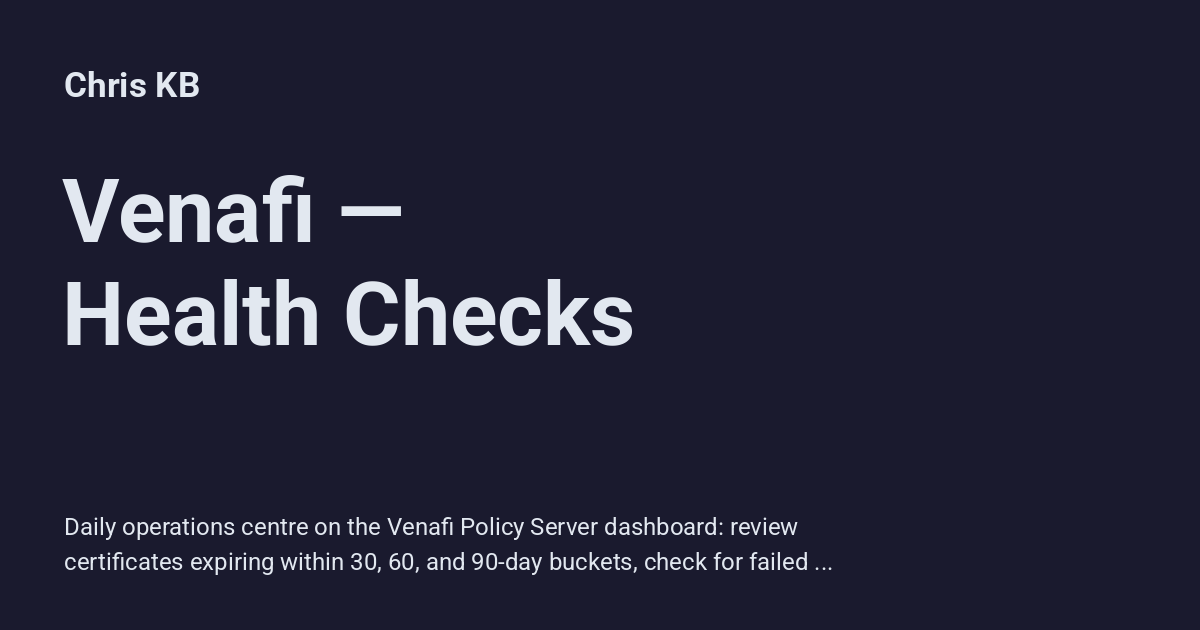 Chris KB
Venafi —
Health Checks
Daily operations centre on the Venafi Policy Server dashboard: review
certificates expiring within 30, 60, and 90-day buckets, check for failed ...